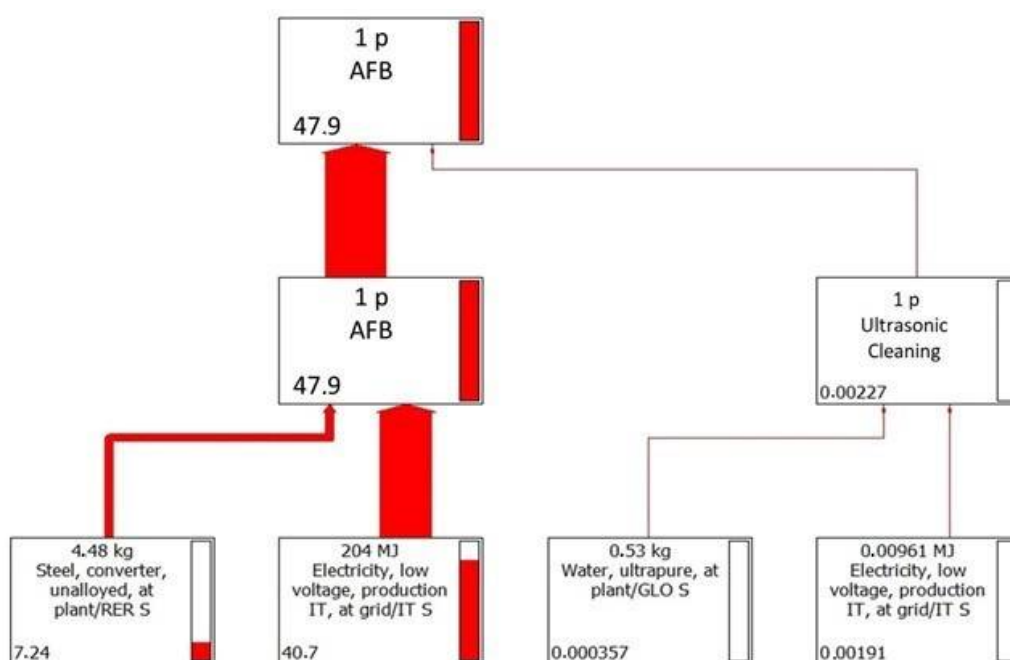 1 p
AFB
47.9
1 p
AFB
47.9
1 p
Ultrasonic
Cleaning
0.00227
4.48 kg
Steel, converter,
unalloyed, at
plant/RER S
7.24
204 MJ
Electricity, low
voltage, production
IT, at grid/IT S
40.7
0.53 kg
Water, ultrapure, at
plant/GLO S
0.000357
0.00961 MJ
Electricity, low
voltage, production
IT, at grid/IT S
0.00191